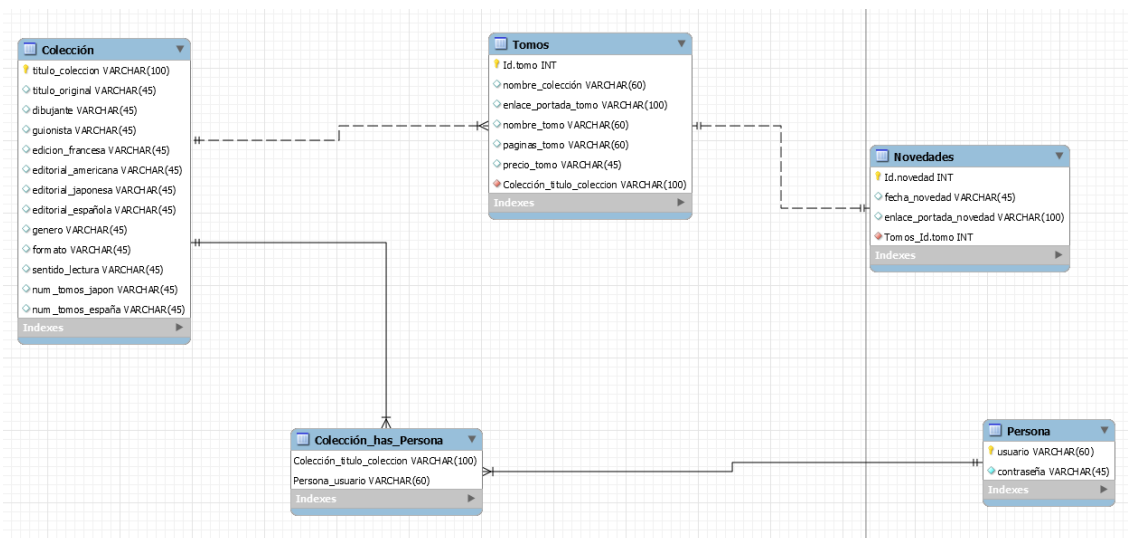 Colección
titulo_coleccion VARCHAR(100)
titulo_original VARCHAR(45)
dibujante VARCHAR(45)
guionista VARCHAR(45)
edicion_francesa VARCHAR(45)
editorial_americana VARCHAR(45)
editorial_japonesa VARCHAR(45)
editorial_española VARCHAR(45)
genero VARCHAR(45)
formato VARCHAR(45)
sentido_lectura VARCHAR(45)
num_tomos_japon VARCHAR(45)
num_tomos_españa VARCHAR(45)
Indexes
Tomos
Id.tomo INT
nombre_colección VARCHAR(60)
enlace_portada_tomo VARCHAR(100)
nombre_tomo VARCHAR(60)
paginas_tomo VARCHAR(60)
precio_tomo VARCHAR(45)
Colección_titulo_coleccion VARCHAR(100)
Indexes
Novedades
Id.novedad INT
fecha_novedad VARCHAR(45)
enlace_portada_novedad VARCHAR(100)
Tomos_Id.tomo INT
Indexes
Colección_has_Persona
Colección_titulo_coleccion VARCHAR(100)
Persona_usuario VARCHAR(60)
Indexes
Persona
usuario VARCHAR(60)
contraseña VARCHAR(45)
Indexes